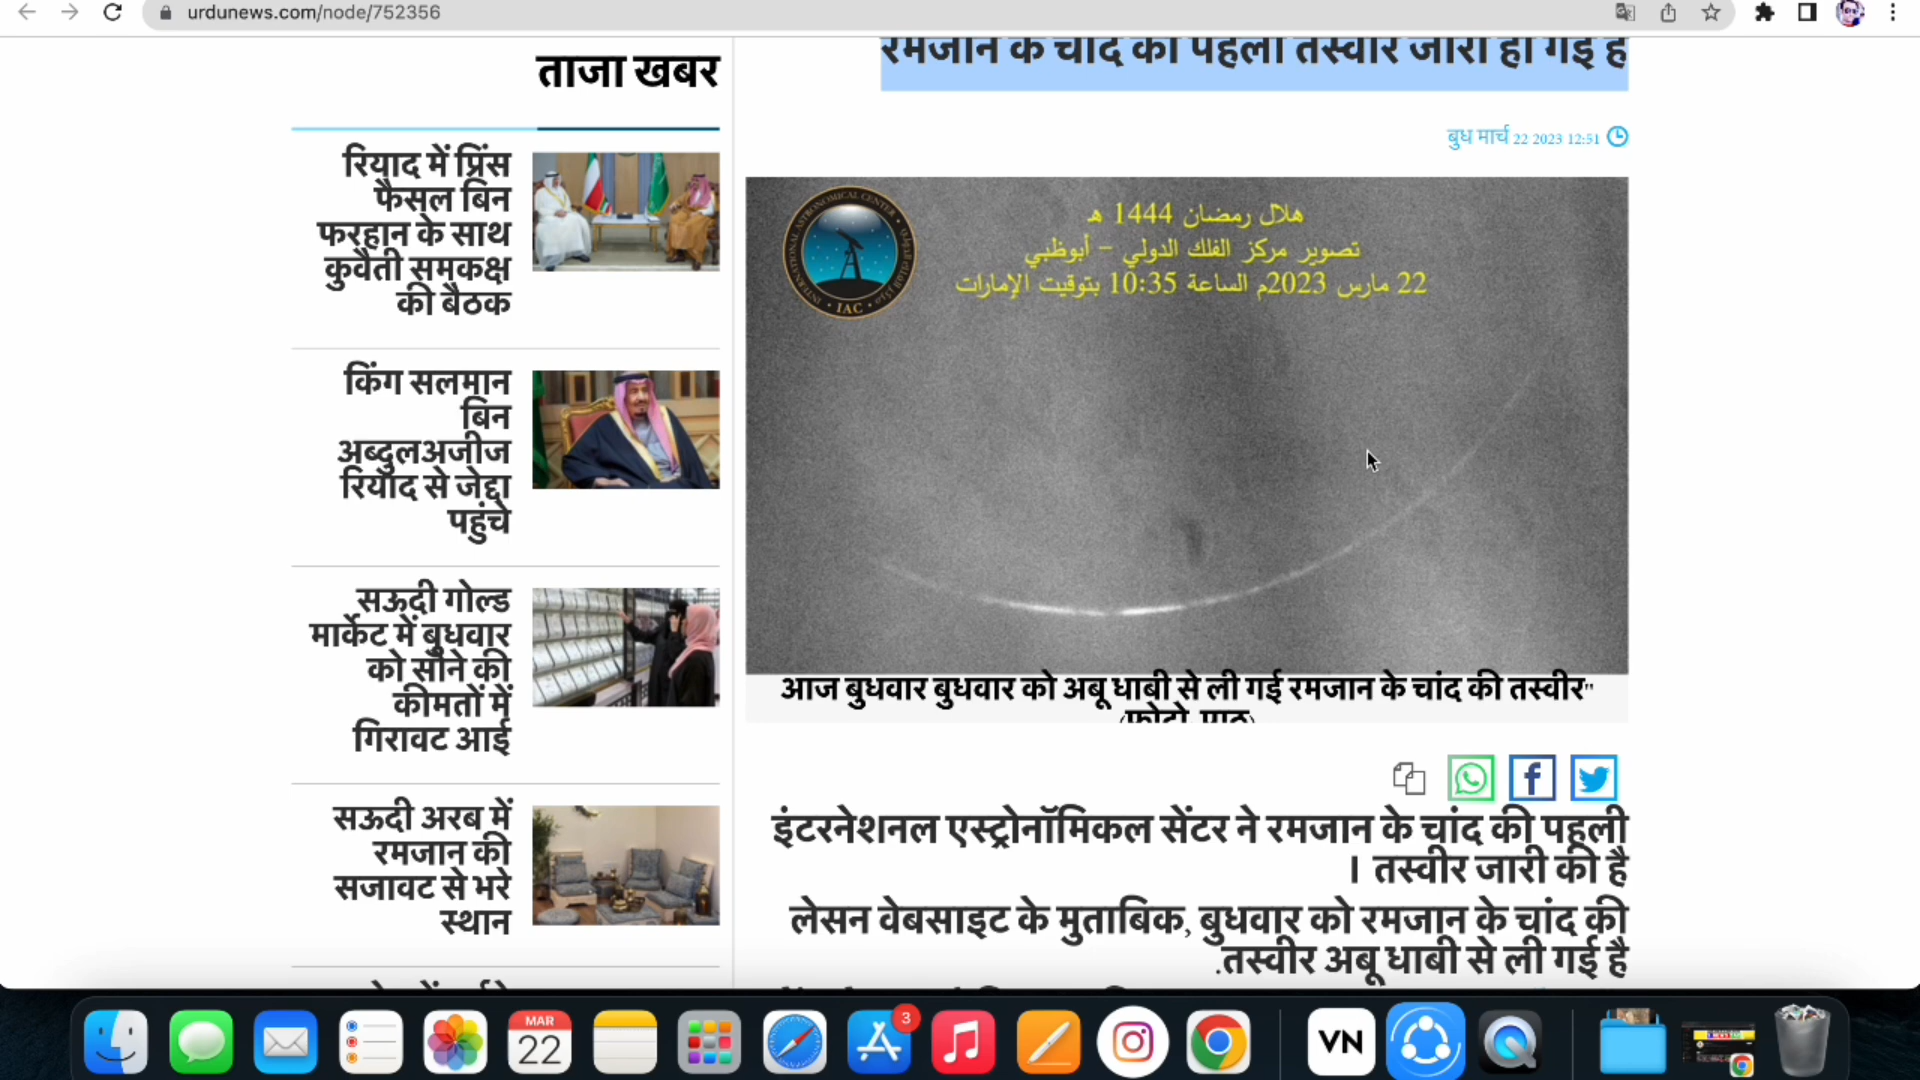 urdunews.com/node/752356
रमजान के चांद की पहली तस्वीर जारी हो गई है
बुध मार्च 22 2023 12:51
INTERNATIONAL ASTRONOMICAL CENTER
IAC
هلال رمضان 1444 هـ
تصوير مركز الفلك الدولي – أبوظبي
22 مارس 2023م الساعة 10:35 بتوقيت الإمارات
आज बुधवार बुधवार को अबू धाबी से ली गई रमजान के चांद की तस्वीर"
इंटरनेशनल एस्ट्रोनॉमिकल सेंटर ने रमजान के चांद की पहली
। तस्वीर जारी की है
लेसन वेबसाइट के मुताबिक, बुधवार को रमजान के चांद की
.तस्वीर अबू धाबी से ली गई है
ताजा खबर
रियाद में प्रिंस
फैसल बिन
फरहान के साथ
कुवैती समकक्ष
की बैठक
किंग सलमान
बिन
अब्दुलअजीज
रियाद से जेद्दा
पहुंचे
सऊदी गोल्ड
मार्केट में बुधवार
को सोने की
कीमतों में
गिरावट आई
सऊदी अरब में
रमजान की
सजावट से भरे
स्थान
MAR
22
3
VN